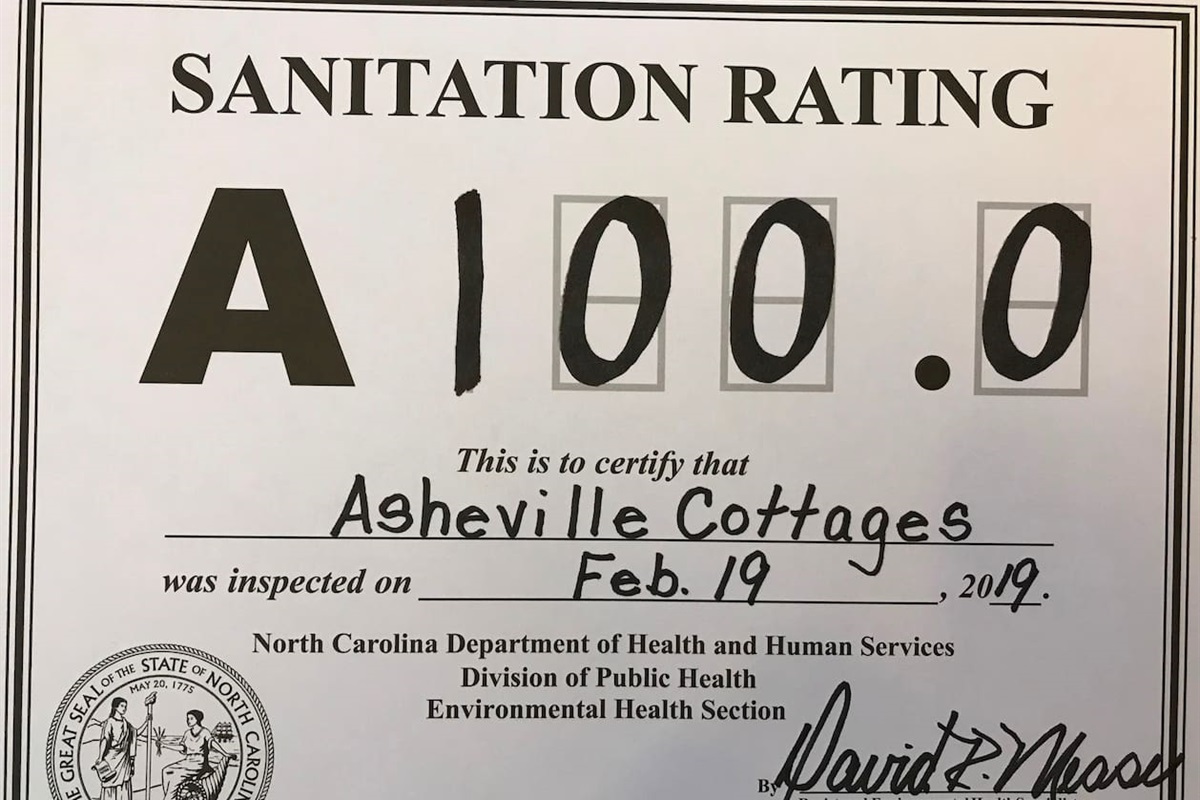 SANITATION RATING
A 100.0
This is to certify that
Asheville Cottages
was inspected on Feb. 19, 2019.
North Carolina Department of Health and Human Services
Division of Public Health
Environmental Health Section
THE GREAT SEAL OF THE STATE OF NORTH CAROLINA
MAY 20, 1775
By David R. Messe